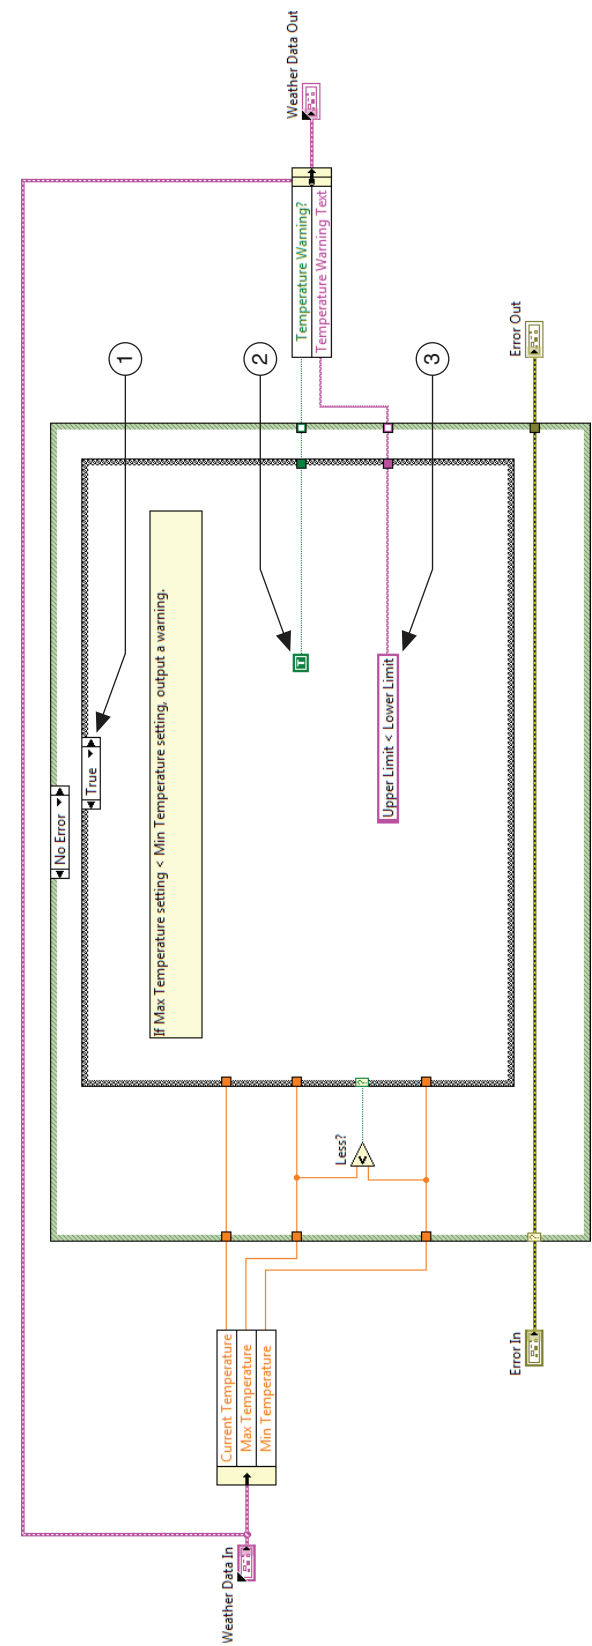 Weather Data In
Current Temperature
Max Temperature
Min Temperature
Error In
No Error
True
If Max Temperature setting < Min Temperature setting, output a warning.
Less?
<
?
?
T
Upper Limit < Lower Limit
1
2
3
Temperature Warning?
Temperature Warning Text
Weather Data Out
Error Out